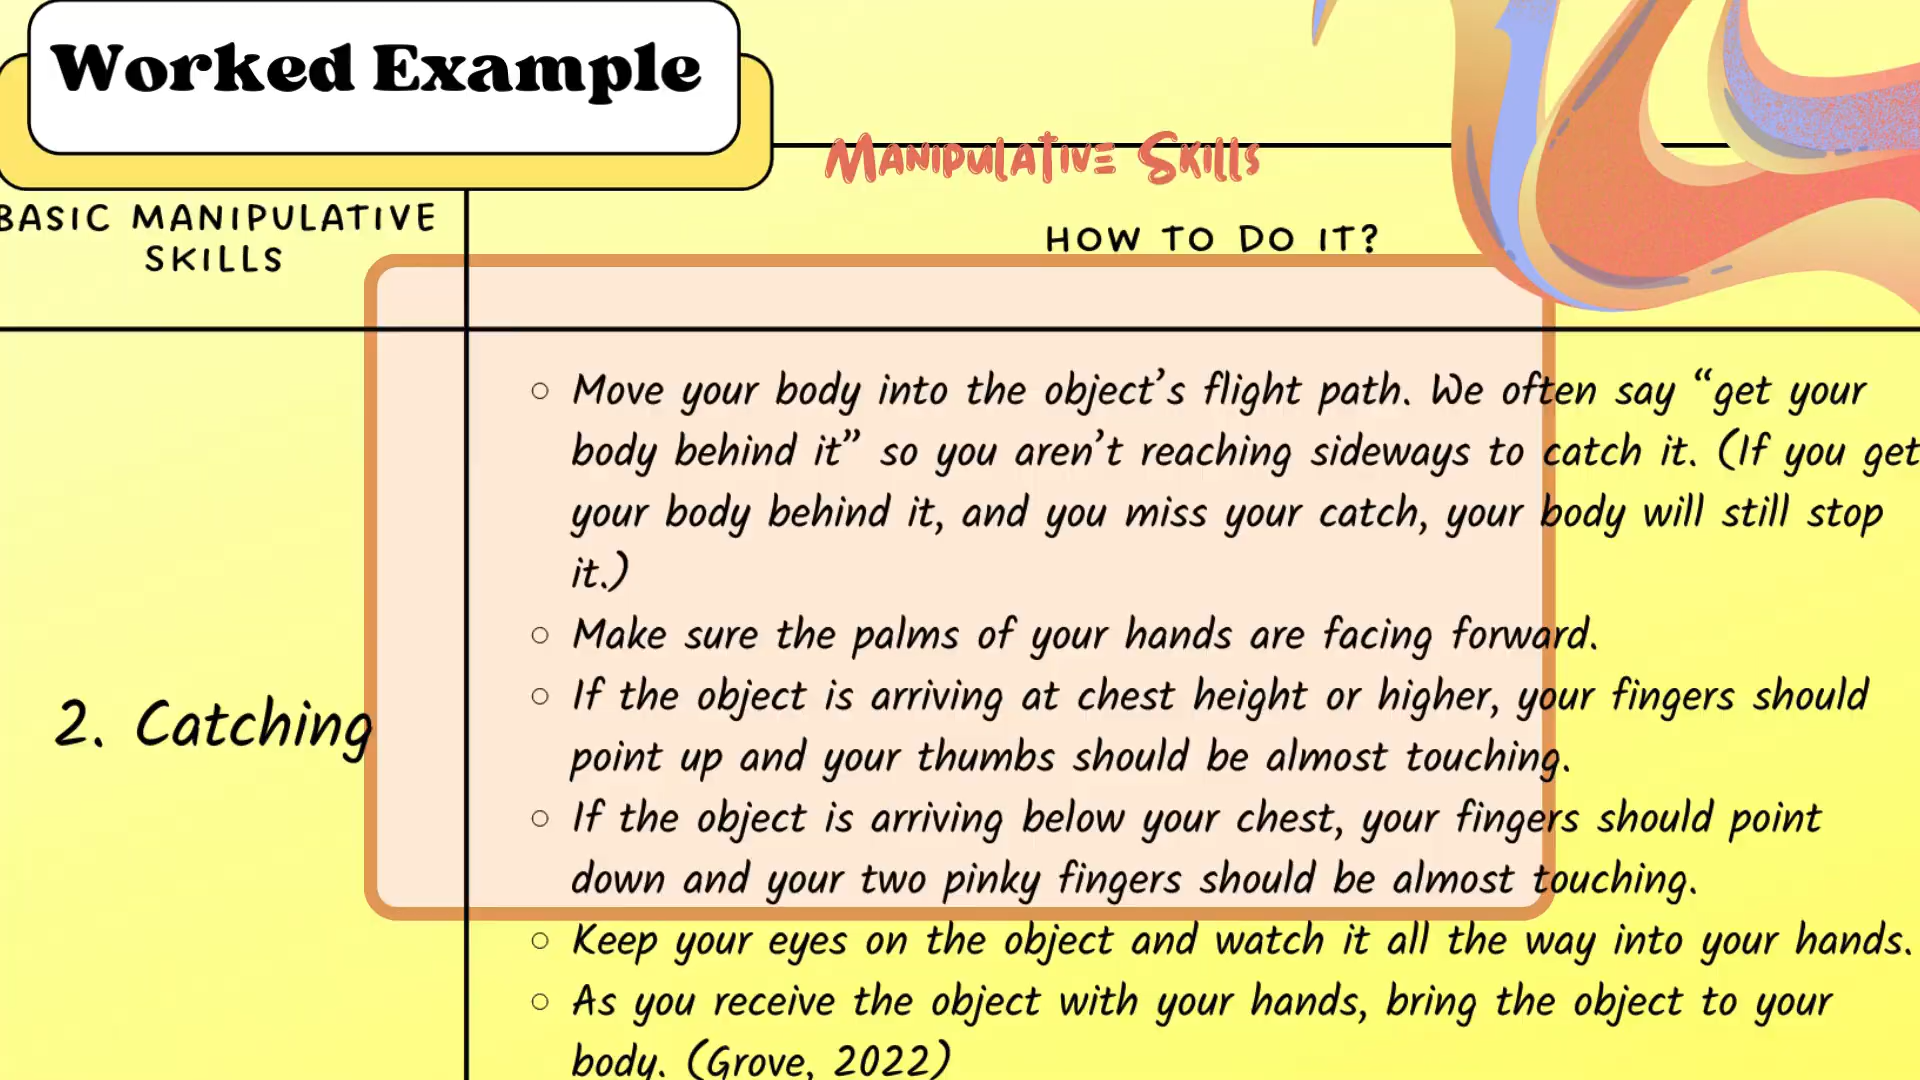 Worked Example
Manipulative Skills
BASIC MANIPULATIVE
SKILLS
HOW TO DO IT?
2. Catching
○ Move your body into the object’s flight path. We often say “get your
body behind it” so you aren’t reaching sideways to catch it. (If you get
your body behind it, and you miss your catch, your body will still stop
it.)
○ Make sure the palms of your hands are facing forward.
○ If the object is arriving at chest height or higher, your fingers should
point up and your thumbs should be almost touching.
○ If the object is arriving below your chest, your fingers should point
down and your two pinky fingers should be almost touching.
○ Keep your eyes on the object and watch it all the way into your hands.
○ As you receive the object with your hands, bring the object to your
body. (Grove, 2022)